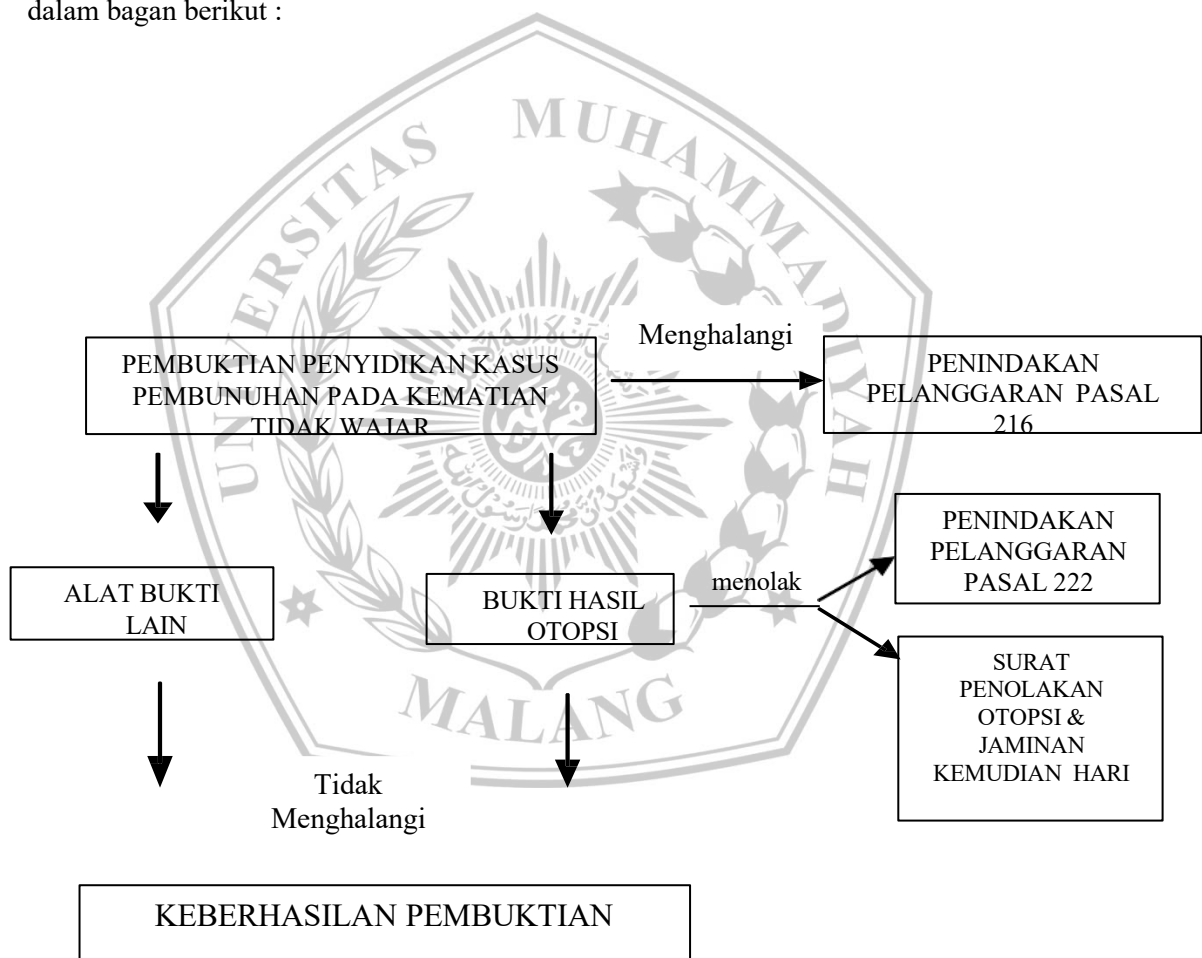 dalam bagan berikut :
UNIVERSITAS MUHAMMADIYAH
MALANG
Menghalangi
PEMBUKTIAN PENYIDIKAN KASUS
PEMBUNUHAN PADA KEMATIAN
TIDAK WAJAR
PENINDAKAN
PELANGGARAN PASAL
216
PENINDAKAN
PELANGGARAN
PASAL 222
ALAT BUKTI
LAIN
BUKTI HASIL
OTOPSI
menolak
SURAT
PENOLAKAN
OTOPSI &
JAMINAN
KEMUDIAN HARI
Tidak
Menghalangi
KEBERHASILAN PEMBUKTIAN